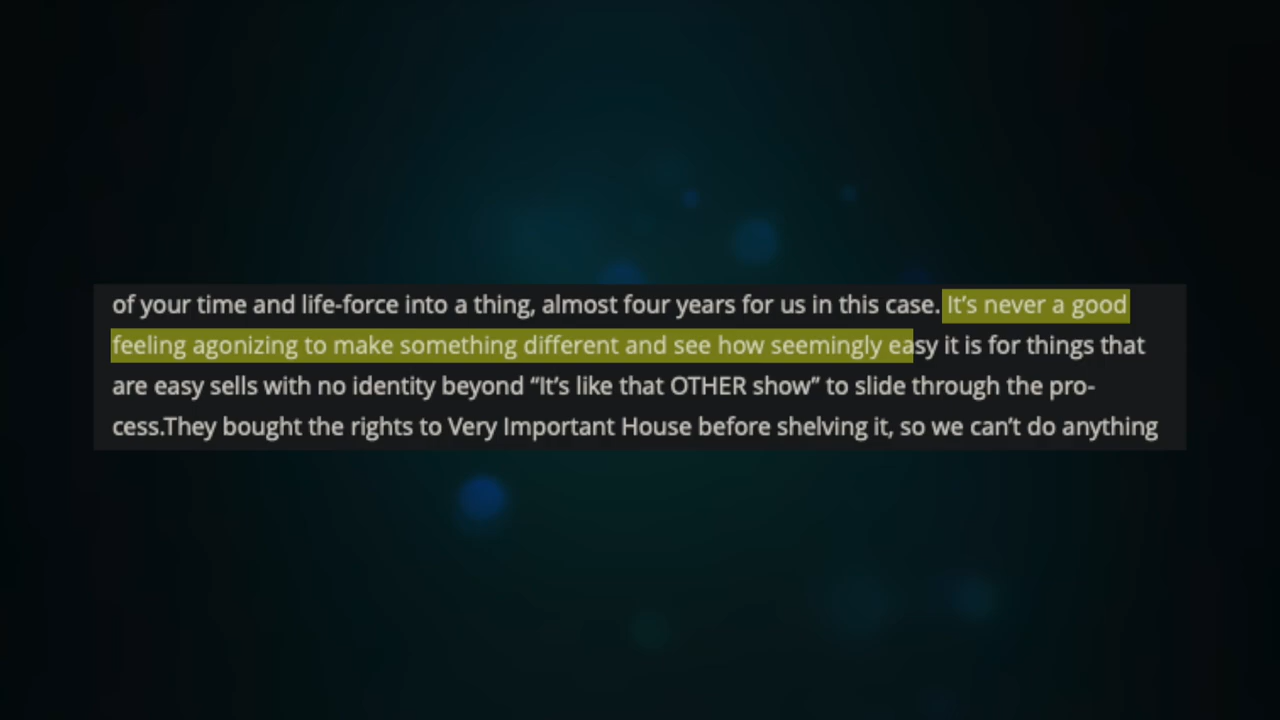 of your time and life-force into a thing, almost four years for us in this case. It’s never a good
feeling agonizing to make something different and see how seemingly easy it is for things that
are easy sells with no identity beyond “It’s like that OTHER show” to slide through the pro-
cess.They bought the rights to Very Important House before shelving it, so we can’t do anything